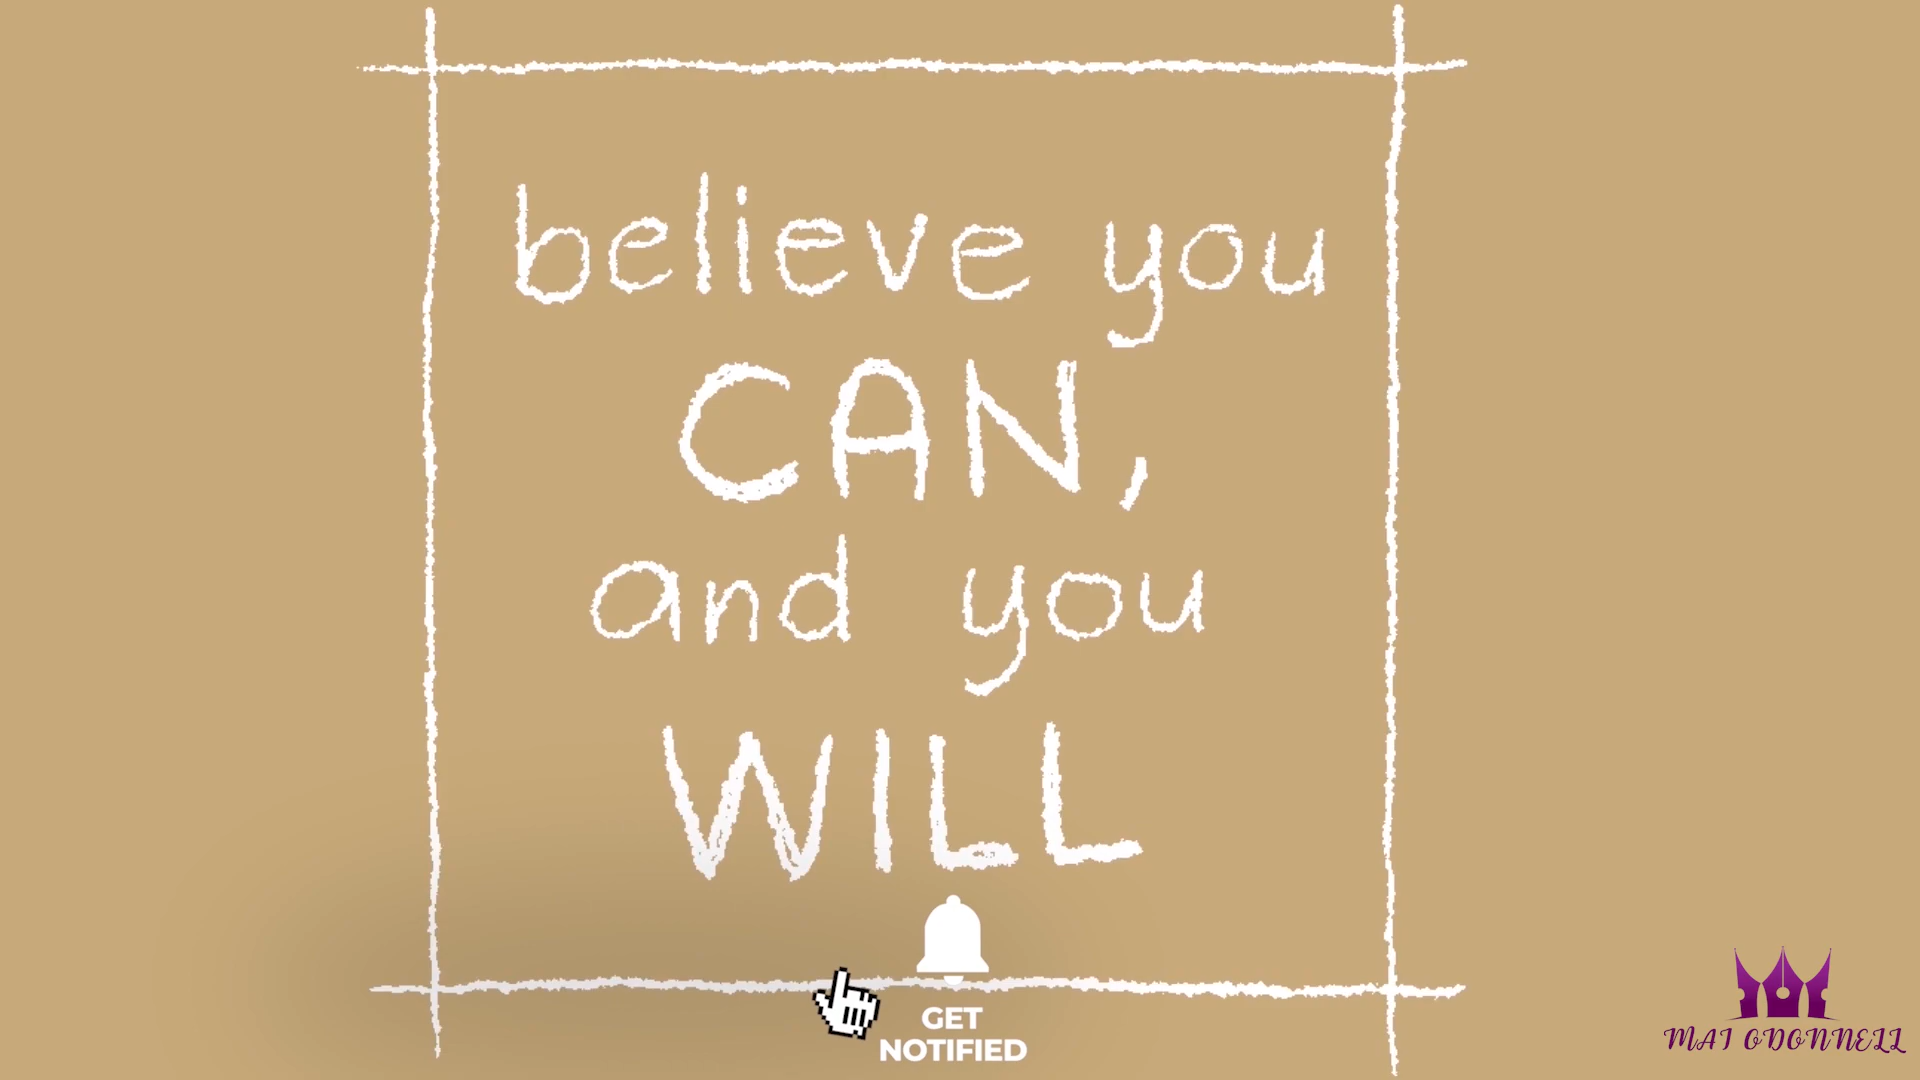 believe you
CAN,
and you
WILL
GET
NOTIFIED
MAI ODONNELL